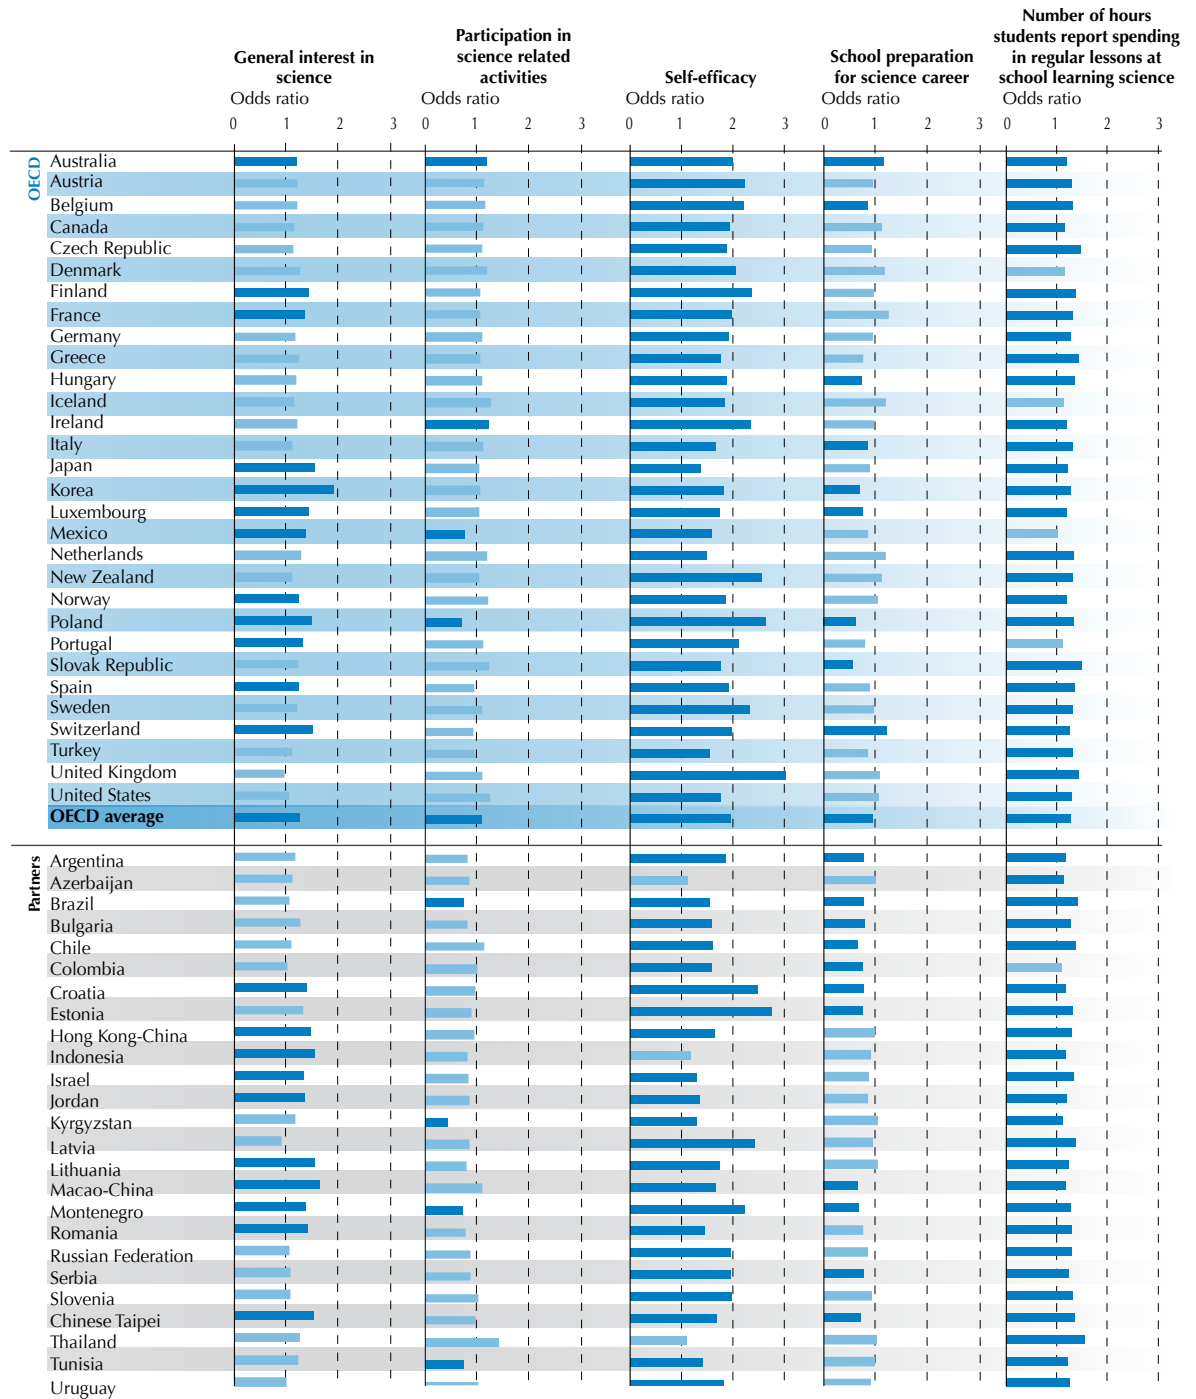 General interest in
science
Participation in
science related
activities
Self-efficacy
School preparation
for science career
Number of hours
students report spending
in regular lessons at
school learning science
Odds ratio Odds ratio Odds ratio Odds ratio Odds ratio
0 1 2 3 0 1 2 3 0 1 2 3 0 1 2 3 0 1 2 3
OECD
Australia
Austria
Belgium
Canada
Czech Republic
Denmark
Finland
France
Germany
Greece
Hungary
Iceland
Ireland
Italy
Japan
Korea
Luxembourg
Mexico
Netherlands
New Zealand
Norway
Poland
Portugal
Slovak Republic
Spain
Sweden
Switzerland
Turkey
United Kingdom
United States
OECD average
Partners
Argentina
Azerbaijan
Brazil
Bulgaria
Chile
Colombia
Croatia
Estonia
Hong Kong-China
Indonesia
Israel
Jordan
Kyrgyzstan
Latvia
Lithuania
Macao-China
Montenegro
Romania
Russian Federation
Serbia
Slovenia
Chinese Taipei
Thailand
Tunisia
Uruguay